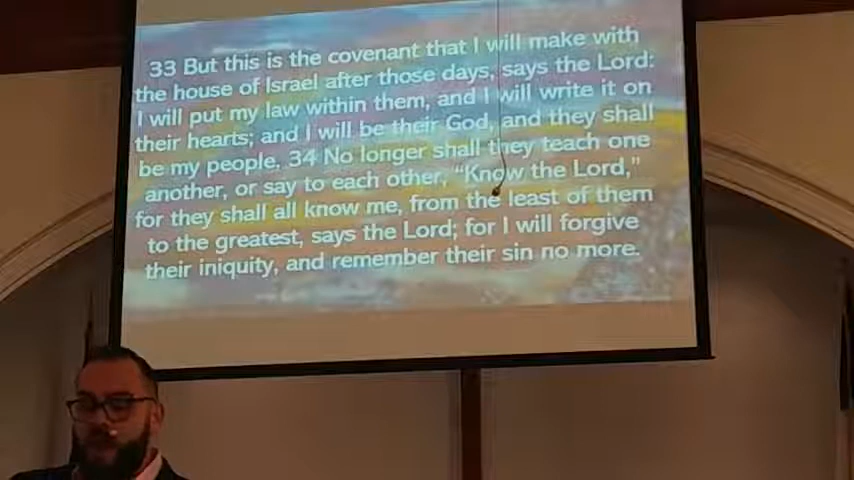 33 But this is the covenant that I will make with
the house of Israel after those days, says the Lord:
I will put my law within them, and I will write it on
their hearts; and I will be their God, and they shall
be my people. 34 No longer shall they teach one
another, or say to each other, “Know the Lord,”
for they shall all know me, from the least of them
to the greatest, says the Lord; for I will forgive
their iniquity, and remember their sin no more.